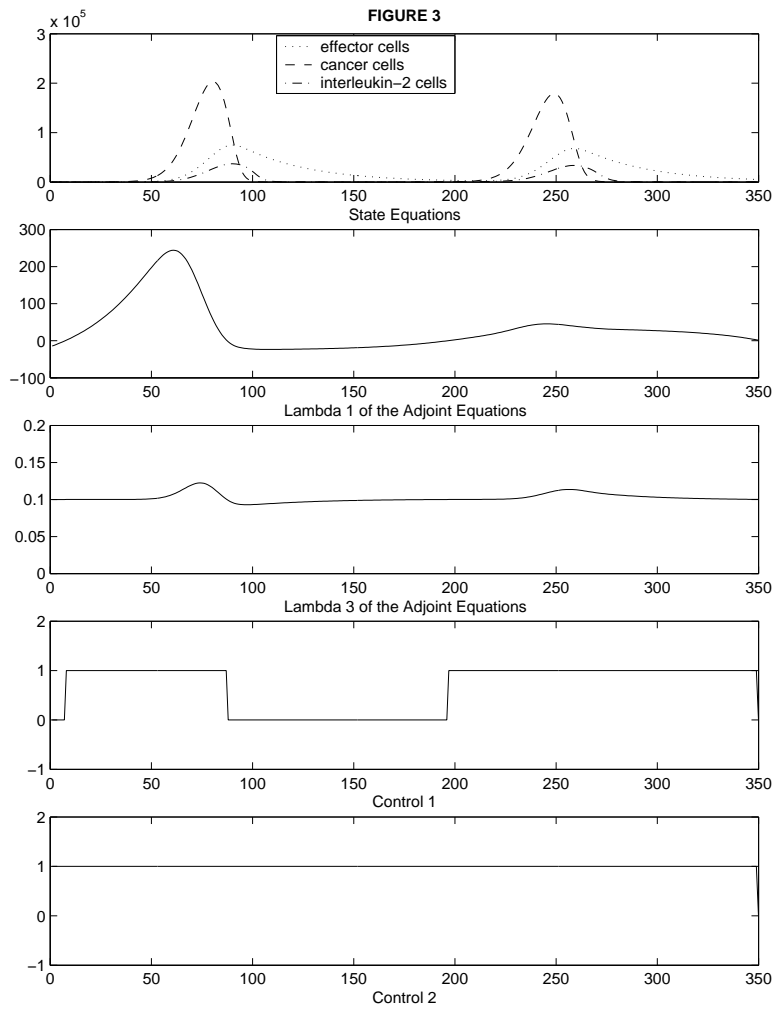 FIGURE 3
x 10^5
effector cells
cancer cells
interleukin−2 cells
3
2
1
0
0 50 100 150 200 250 300 350
State Equations
300
200
100
0
−100
0 50 100 150 200 250 300 350
Lambda 1 of the Adjoint Equations
0.2
0.15
0.1
0.05
0
0 50 100 150 200 250 300 350
Lambda 3 of the Adjoint Equations
2
1
0
−1
0 50 100 150 200 250 300 350
Control 1
2
1
0
−1
0 50 100 150 200 250 300 350
Control 2